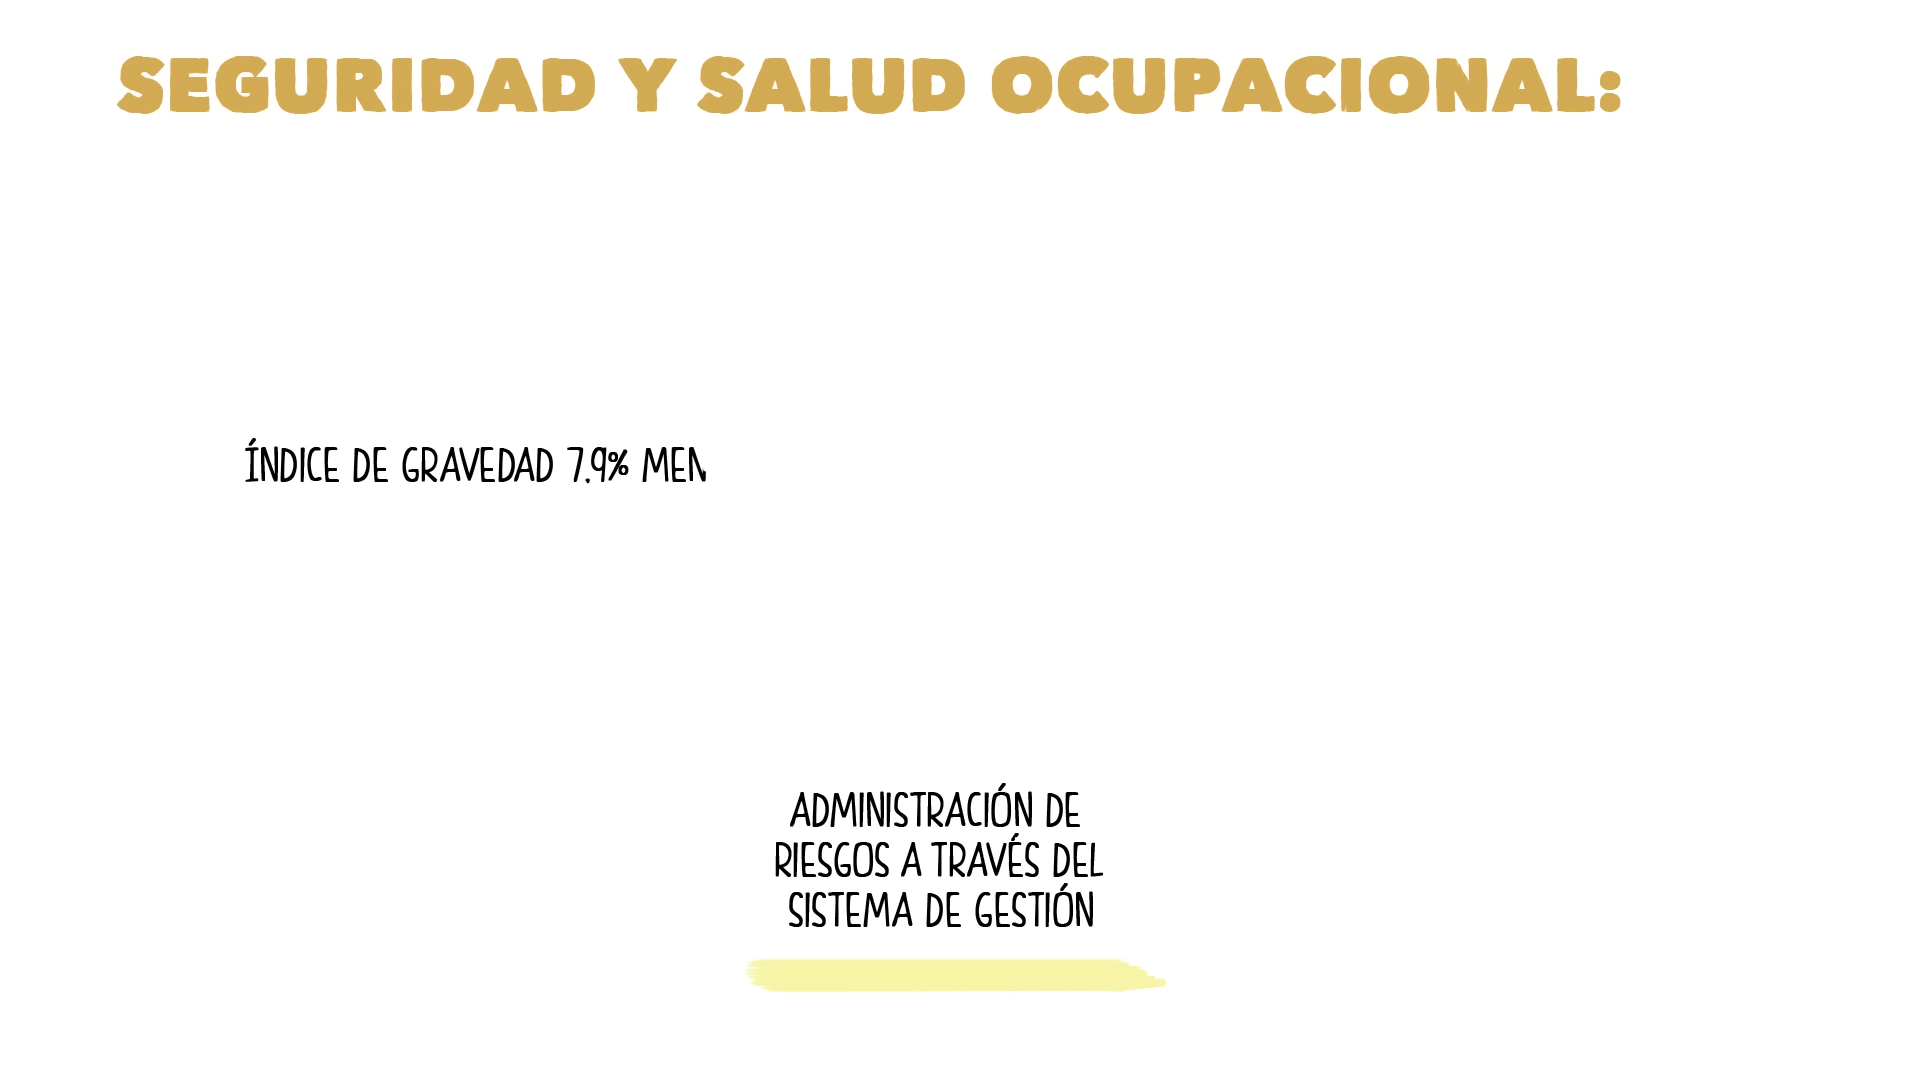 SEGURIDAD Y SALUD OCUPACIONAL:
ÍNDICE DE GRAVEDAD 7.9% MEN
ADMINISTRACIÓN DE
RIESGOS A TRAVÉS DEL
SISTEMA DE GESTIÓN